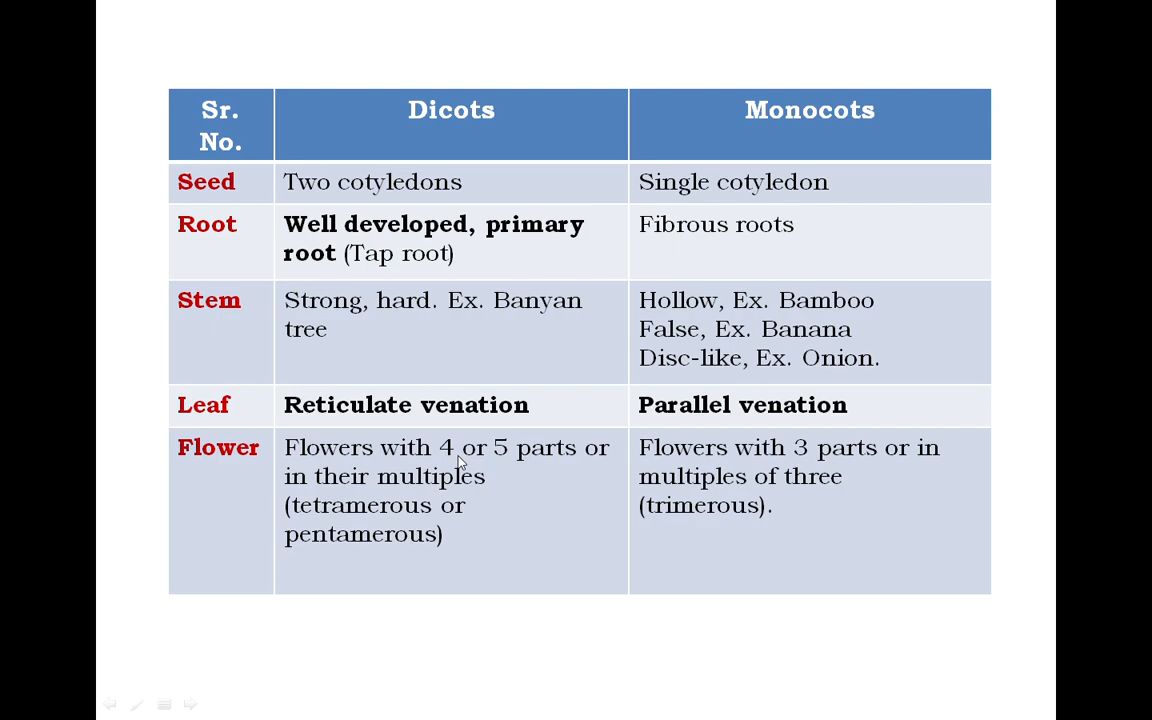 Sr. No. Dicots Monocots
Seed Two cotyledons Single cotyledon
Root Well developed, primary root (Tap root) Fibrous roots
Stem Strong, hard. Ex. Banyan tree Hollow, Ex. Bamboo False, Ex. Banana Disc-like, Ex. Onion.
Leaf Reticulate venation Parallel venation
Flower Flowers with 4 or 5 parts or in their multiples (tetramerous or pentamerous) Flowers with 3 parts or in multiples of three (trimerous).